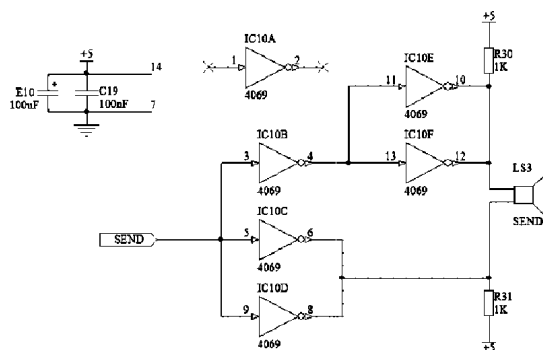 +5
IC10A
1
2
4069
+5
14
E10
100uF
C19
100nF
7
IC10E
11
10
4069
R30
1K
IC10B
3
4
4069
IC10F
13
12
4069
LS3
SEND
IC10C
5
6
4069
SEND
IC10D
9
8
4069
R31
1K
+5